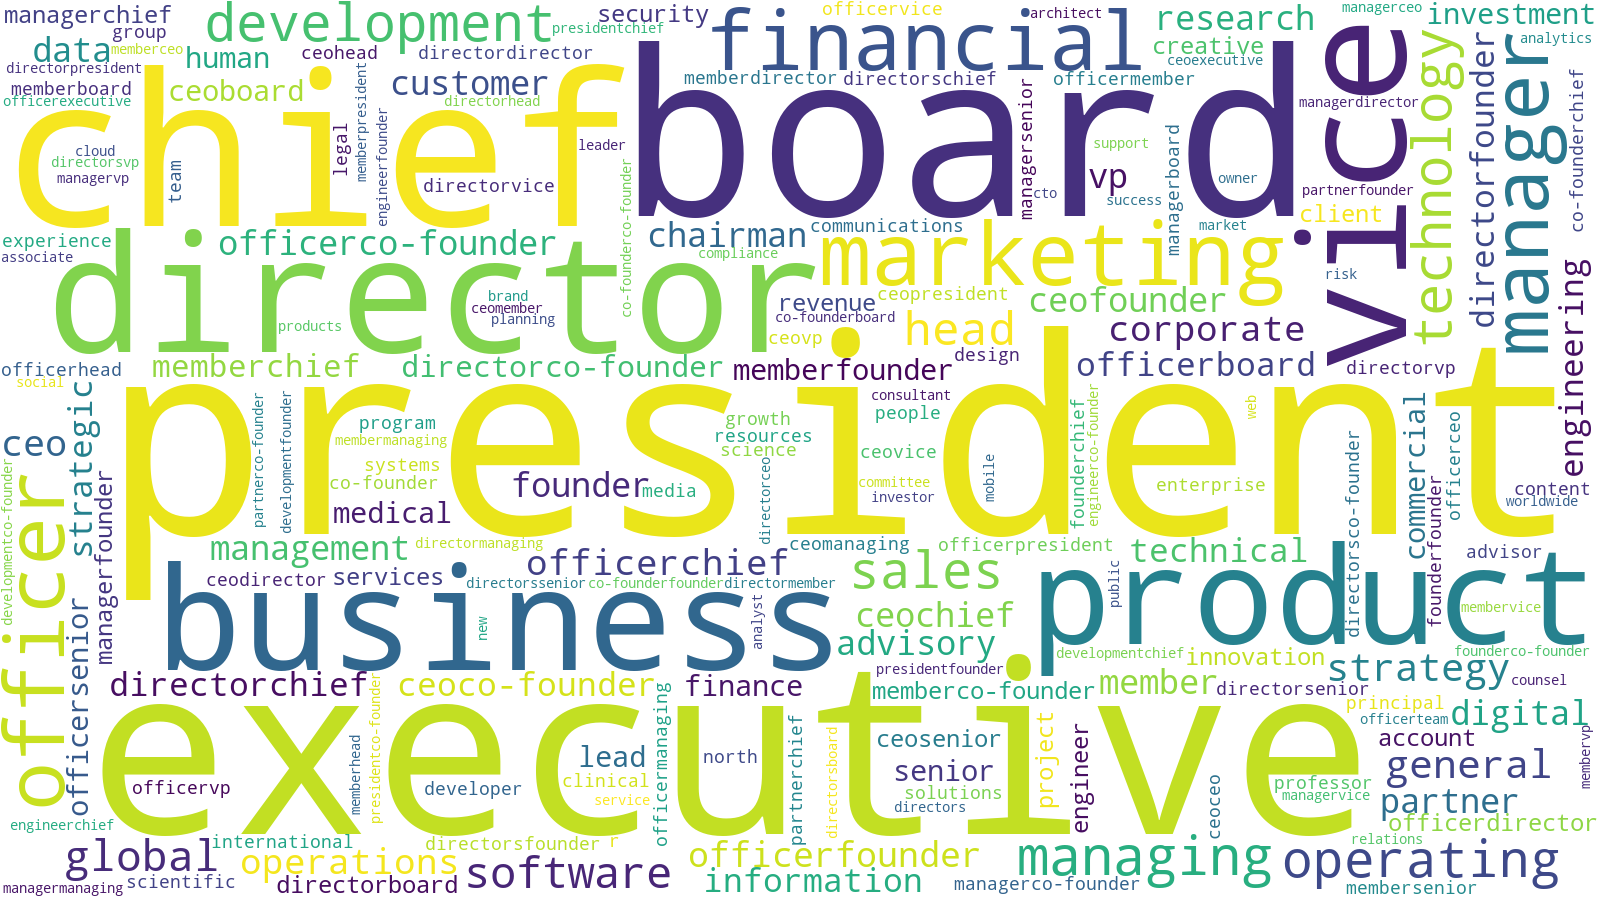 managerchief
group
development
presidentchief
security
officervice
architect
research
managerceo
investment
data
memberceo
human
ceohead
directordirector
financial
creative
ceoexecutive
analytics
directorpresident
memberboard
ceoboard
customer
memberdirector
directorschief
officermember
officerexecutive
directorhead
managerdirector
chief
board
vice
technology
directorfounder
manager
co-founderchief
cloud
directorsvp
managervp
team
legal
memberpresident
engineerfounder
leader
directorvice
co-founderco-founder
managersenior
cto
vp
support
success
managerboard
owner
market
partnerfounder
client
experience
associate
officerco-founder
chairman
communications
compliance
marketing
risk
director
products
brand
ceomember
planning
revenue
co-founderboard
ceovp
ceopresident
head
ceofounder
corporate
engineering
officerhead
social
memberchief
directorco-founder
memberfounder
design
officerboard
directorvp
president
ceo
strategic
officer
developmentco-founder
managerfounder
partnerco-founder
developmentfounder
program
membermanaging
systems
co-founder
founder
media
medical
growth
resources
science
directorceo
consultant
people
ceovice
committee
investor
mobile
founderchief
engineerco-founder
enterprise
web
directorsco-founder
commercial
founderfounder
officerceo
content
worldwide
management
directormanaging
officerchief
ceomanaging
officerpresident
technical
advisor
ceodirector
services
directorssenior
co-founderfounder
directormember
sales
public
product
membervice
business
new
analyst
ceochief
advisory
developmentchief
innovation
founderco-founder
officersenior
directorchief
ceoco-founder
finance
presidentfounder
memberco-founder
member
directorsenior
strategy
counsel
executive
officervp
memberhead
presidentco-founder
developer
lead
clinical
service
officermanaging
north
partnerchief
directorsboard
ceosenior
senior
solutions
directors
project
engineer
ceoceo
professor
managervice
principal
officerteam
digital
account
general
membervp
partner
officerdirector
relations
engineerchief
global
international
operations
scientific
managermanaging
directorsfounder
r
directorboard
software
officerfounder
information
managerco-founder
managing
operating
membersenior